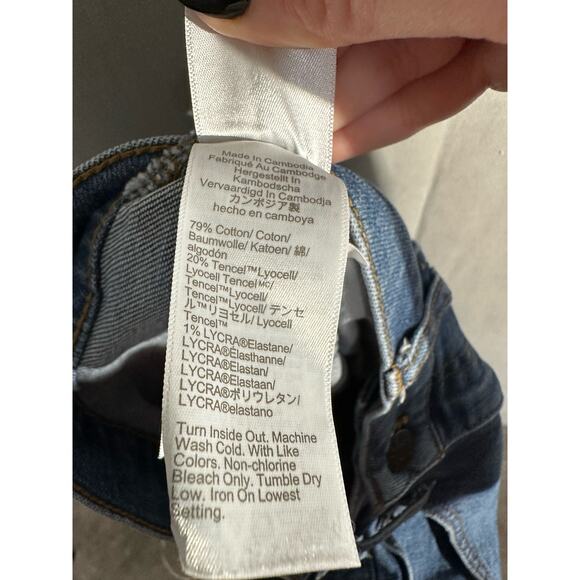 Made In Cambodia
Fabriqué Au Cambodge
Hergestellt In
Kambodscha
Vervaardigd In Cambodja
カンボジア製
hecho en camboya
79% Cotton/ Coton/
Baumwolle/ Katoen/ 綿/
algodón
20% Tencel™Lyocell/
Lyocell Tencelᴹᶜ/
Tencel™Lyocell/
Tencel™Lyocell/ テンセ
ル™リヨセル/ Lyocell
Tencel™
1% LYCRA®Elastane/
LYCRA®Élasthanne/
LYCRA®Elastan/
LYCRA®Elastaan/
LYCRA®ポリウレタン/
LYCRA®elastano
Turn Inside Out. Machine
Wash Cold. With Like
Colors. Non-chlorine
Bleach Only. Tumble Dry
Low. Iron On Lowest
Setting.